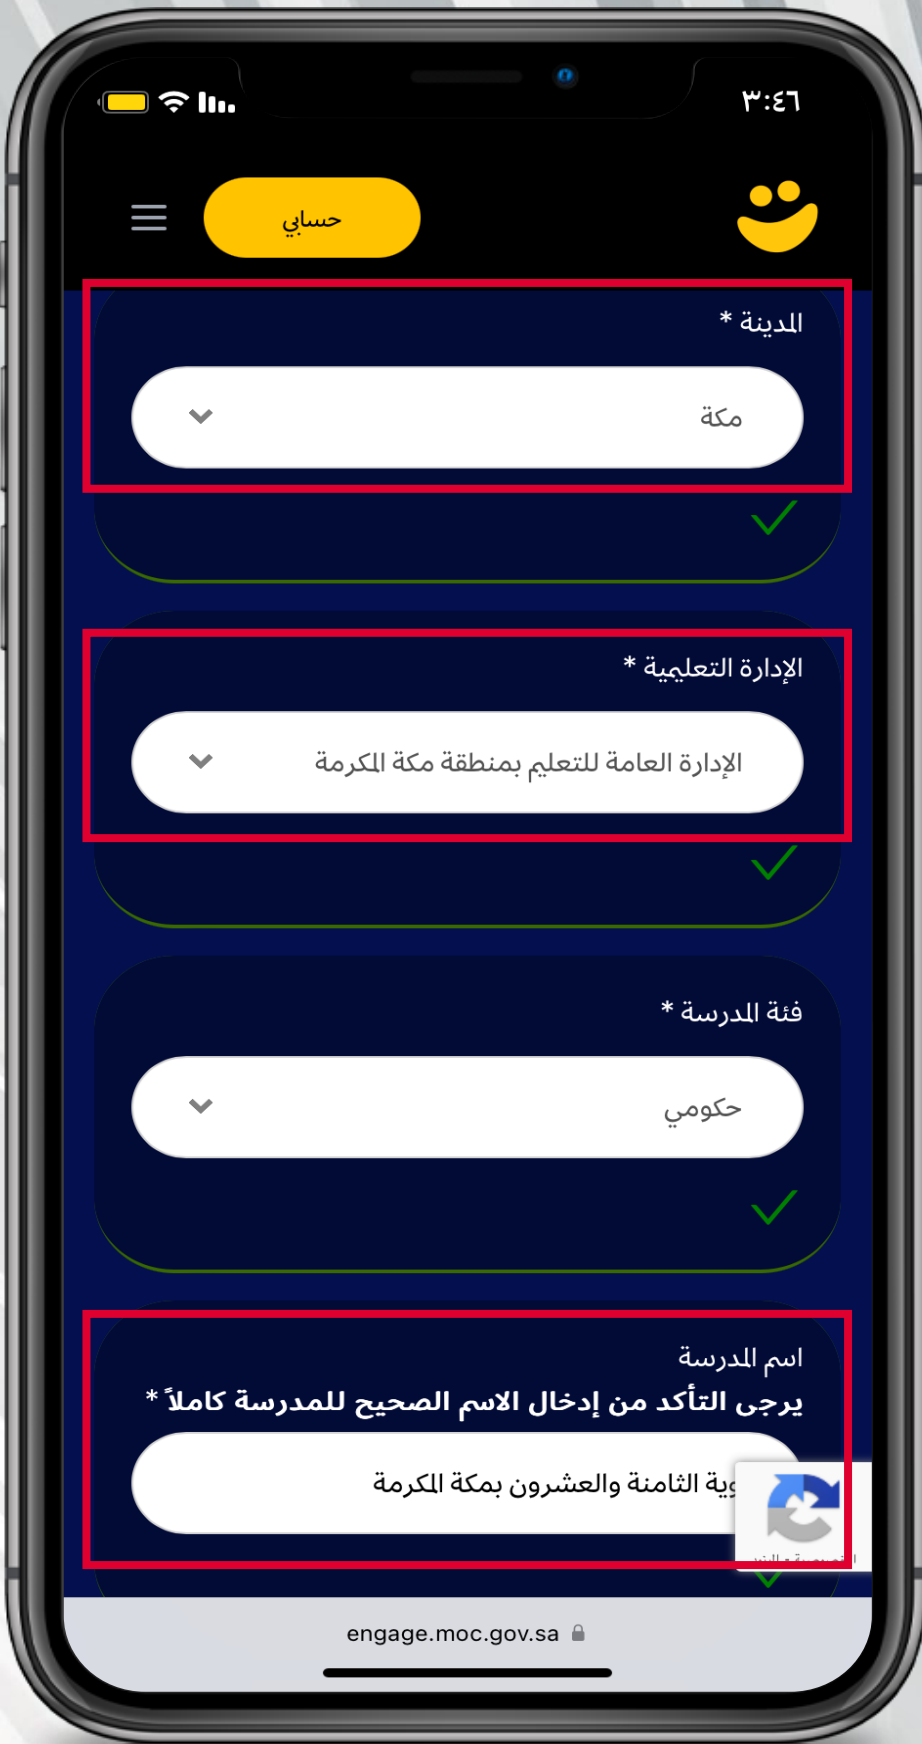 ٣:٤٦
حسابي
المدينة *
مكة
الإدارة التعليمية *
الإدارة العامة للتعليم بمنطقة مكة المكرمة
فئة المدرسة *
حكومي
اسم المدرسة
يرجى التأكد من إدخال الاسم الصحيح للمدرسة كاملاً *
الثامنة والعشرون بمكة المكرمة
engage.moc.gov.sa